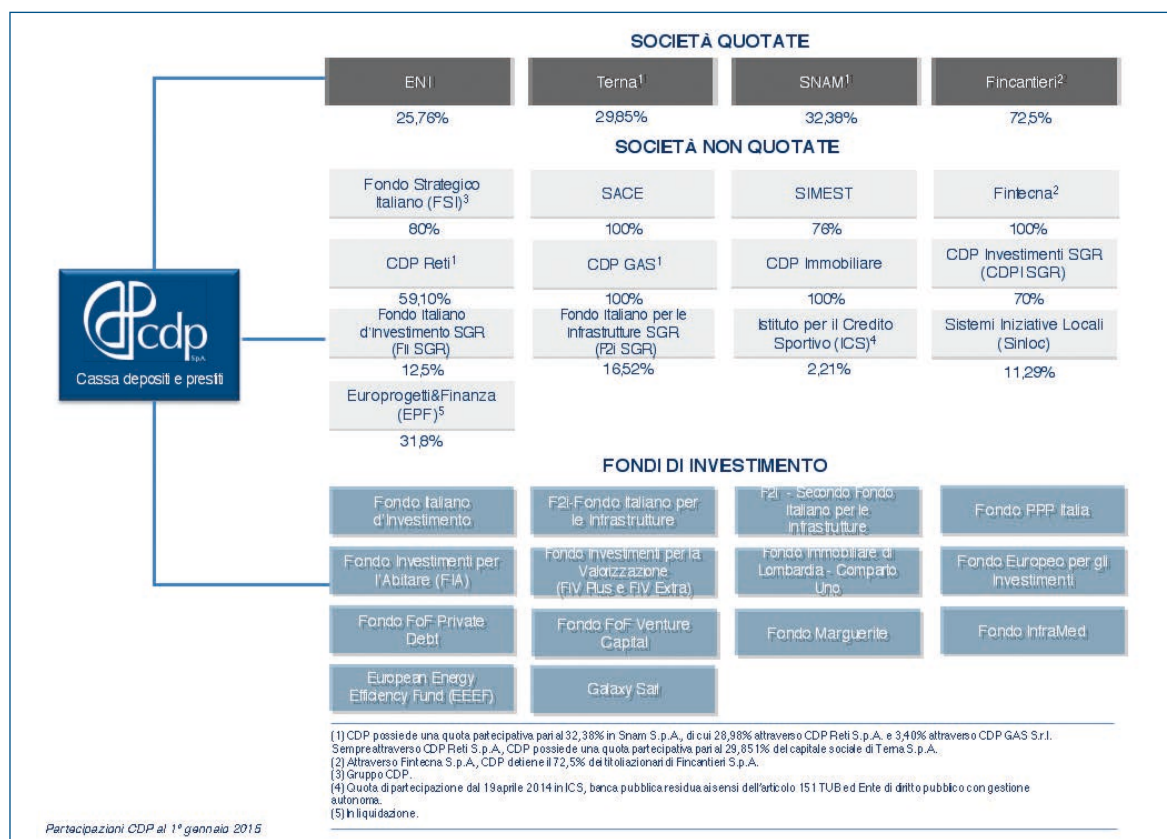 SOCIETÀ QUOTATE
ENI
Terna1
SNAM1
Fincantieri2
25,76%
29,85%
32,38%
72,5%
SOCIETÀ NON QUOTATE
Fondo Strategico
Italiano (FSI)3
SACE
SIMEST
Fintecna2
80%
100%
76%
100%
CDP Reti1
CDP GAS1
CDP Immobiliare
CDP Investimenti SGR
(CDPI SGR)
59,10%
100%
100%
70%
cdp
S.p.A.
Cassa depositi e prestiti
Fondo Italiano
d'Investimento SGR
(FII SGR)
Fondo Italiano per le
Infrastrutture SGR
(F2i SGR)
Istituto per il Credito
Sportivo (ICS)4
Sistemi Iniziative Locali
(Sinloc)
12,5%
16,52%
2,21%
11,29%
Europrogetti&Finanza
(EPF)5
31,8%
FONDI DI INVESTIMENTO
Fondo Italiano
d'Investimento
F2i-Fondo Italiano per
le Infrastrutture
F2i - Secondo Fondo
Italiano per le
Infrastrutture
Fondo PPP Italia
Fondo Investimenti per
l'Abitare (FIA)
Fondo Investimenti per la
Valorizzazione
(FIV Plus e FIV Extra)
Fondo Immobiliare di
Lombardia - Comparto
Uno
Fondo Europeo per gli
Investimenti
Fondo FoF Private
Debt
Fondo FoF Venture
Capital
Fondo Marguerite
Fondo InfraMed
European Energy
Efficiency Fund (EEEF)
Galaxy Sarl
(1) CDP possiede una quota partecipativa pari al 32,38% in Snam S.p.A., di cui 28,98% attraverso CDP Reti S.p.A. e 3,40% attraverso CDP GAS S.r.l.
Sempre attraverso CDP Reti S.p.A., CDP possiede una quota partecipativa pari al 29,851% del capitale sociale di Terna S.p.A.
(2) Attraverso Fintecna S.p.A., CDP detiene il 72,5% dei titoli azionari di Fincantieri S.p.A.
(3) Gruppo CDP.
(4) Quota di partecipazione dal 19 aprile 2014 in ICS, banca pubblica residua ai sensi dell'articolo 151 TUB ed Ente di diritto pubblico con gestione
autonoma.
(5) In liquidazione.
Partecipazioni CDP al 1° gennaio 2015